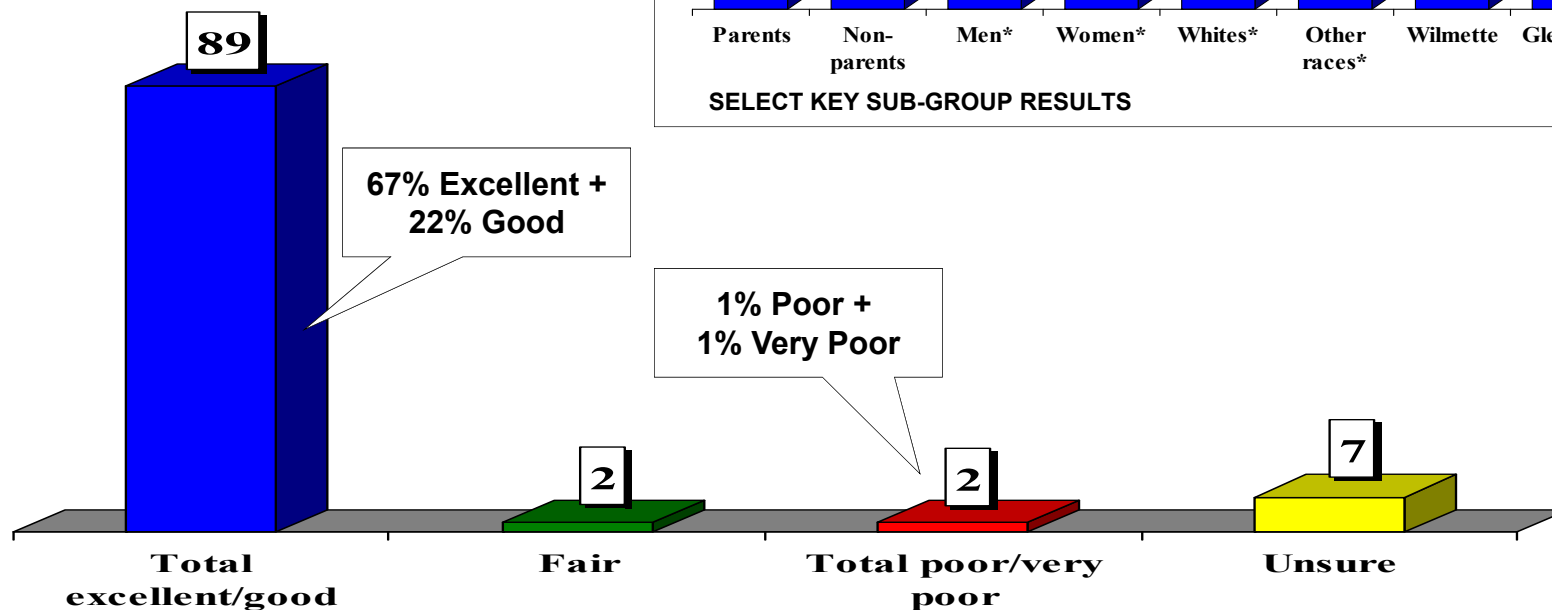 89
Parents Non- Men* Women* Whites* Other Wilmette
parents races*
SELECT KEY SUB-GROUP RESULTS
67% Excellent +
22% Good
1% Poor +
1% Very Poor
2
2
7
Total Fair Total poor/very Unsure
excellent/good poor